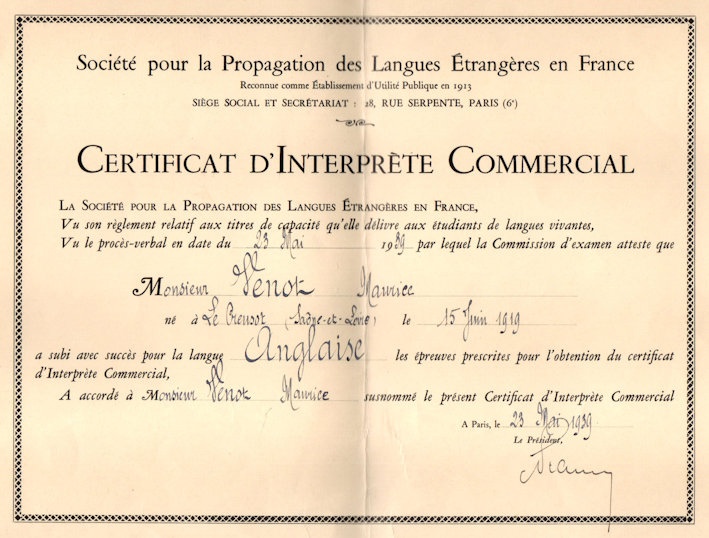 Société pour la Propagation des Langues Étrangères en France
Reconnue comme Établissement d'Utilité Publique en 1913
SIÈGE SOCIAL ET SECRÉTARIAT : 28, RUE SERPENTE, PARIS (6e)
CERTIFICAT D'INTERPRÈTE COMMERCIAL
LA SOCIÉTÉ POUR LA PROPAGATION DES LANGUES ÉTRANGÈRES EN FRANCE,
Vu son règlement relatif aux titres de capacité qu'elle délivre aux étudiants de langues vivantes,
Vu le procès-verbal en date du 23 Mai 1939 par lequel la Commission d'examen atteste que
Monsieur Venot Maurice
né à Le Creusot (Saône-et-Loire) le 15 Juin 1919
a subi avec succès pour la langue Anglaise les épreuves prescrites pour l'obtention du certificat
d'Interprète Commercial,
A accordé à Monsieur Venot Maurice susnommé le présent Certificat d'Interprète Commercial
A Paris, le 23 Mai 1939
Le Président,